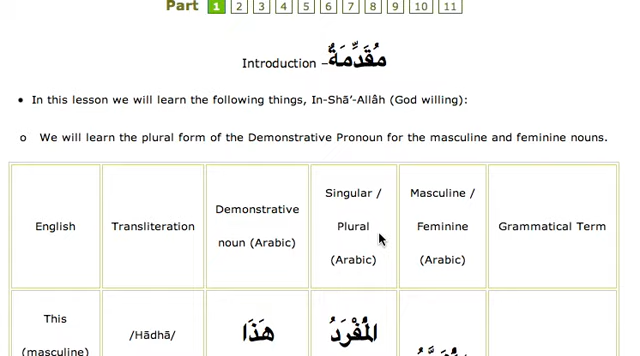 Part 1 2 3 4 5 6 7 8 9 10 11
Introduction –مُقَدِّمَةٌ
• In this lesson we will learn the following things, In-Shā’-Allâh (God willing):
o We will learn the plural form of the Demonstrative Pronoun for the masculine and feminine nouns.
English
Transliteration
Demonstrative
noun (Arabic)
Singular /
Plural
(Arabic)
Masculine /
Feminine
(Arabic)
Grammatical Term
This
(masculine)
/Hādhā/
هَذَا
الْمُفْرَدُ